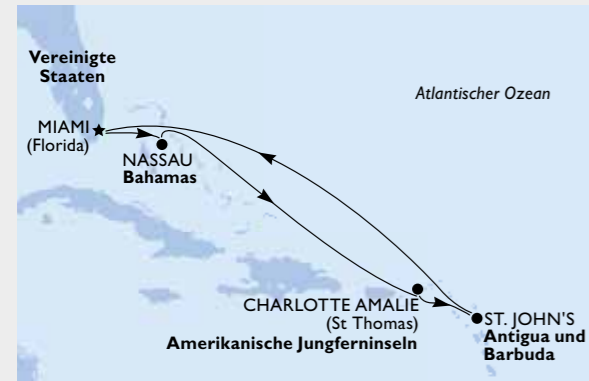 Vereinigte
Staaten
Atlantischer Ozean
MIAMI
(Florida)
NASSAU
Bahamas
CHARLOTTE AMALIE
(St Thomas)
Amerikanische Jungferninseln
ST. JOHN'S
Antigua und
Barbuda